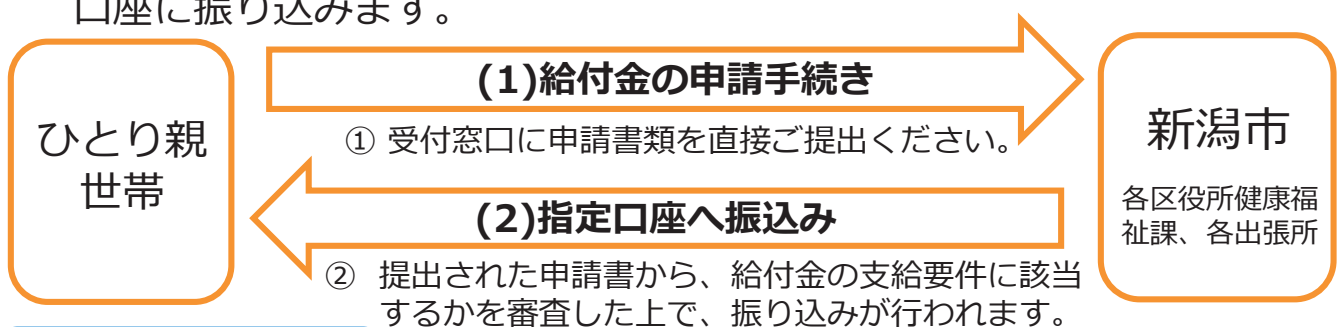 口座に振り込みます。
(1)給付金の申請手続き
① 受付窓口に申請書類を直接ご提出ください。
ひとり親
世帯
新潟市
各区役所健康福
祉課、各出張所
(2)指定口座へ振込み
② 提出された申請書から、給付金の支給要件に該当
するかを審査した上で、振り込みが行われます。